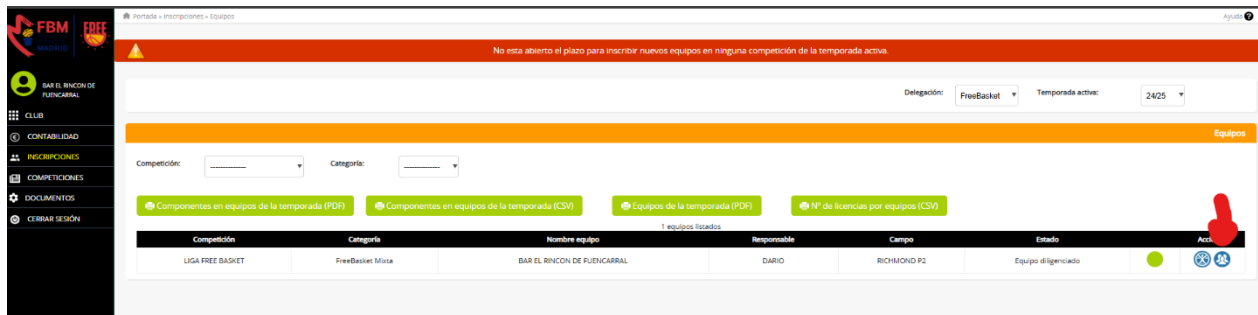 FBM
MADRID
FREE
Portada » Inscripciones » Equipos
Ayuda ?
No esta abierto el plazo para inscribir nuevos equipos en ninguna competición de la temporada activa.
BAR EL RINCON DE
FUENCARRAL
Delegación: FreeBasket Temporada activa: 24/25
CLUB
CONTABILIDAD
INSCRIPCIONES
COMPETICIONES
DOCUMENTOS
CERRAR SESIÓN
Equipos
Competición: --------------- Categoría: ---------------
Componentes en equipos de la temporada (PDF) Componentes en equipos de la temporada (CSV) Equipos de la temporada (PDF) Nº de licencias por equipos (CSV)
1 equipos listados
Competición Categoría Nombre equipo Responsable Campo Estado
LIGA FREE BASKET FreeBasket Mixta BAR EL RINCON DE FUENCARRAL DARIO RICHMOND P2 Equipo diligenciado